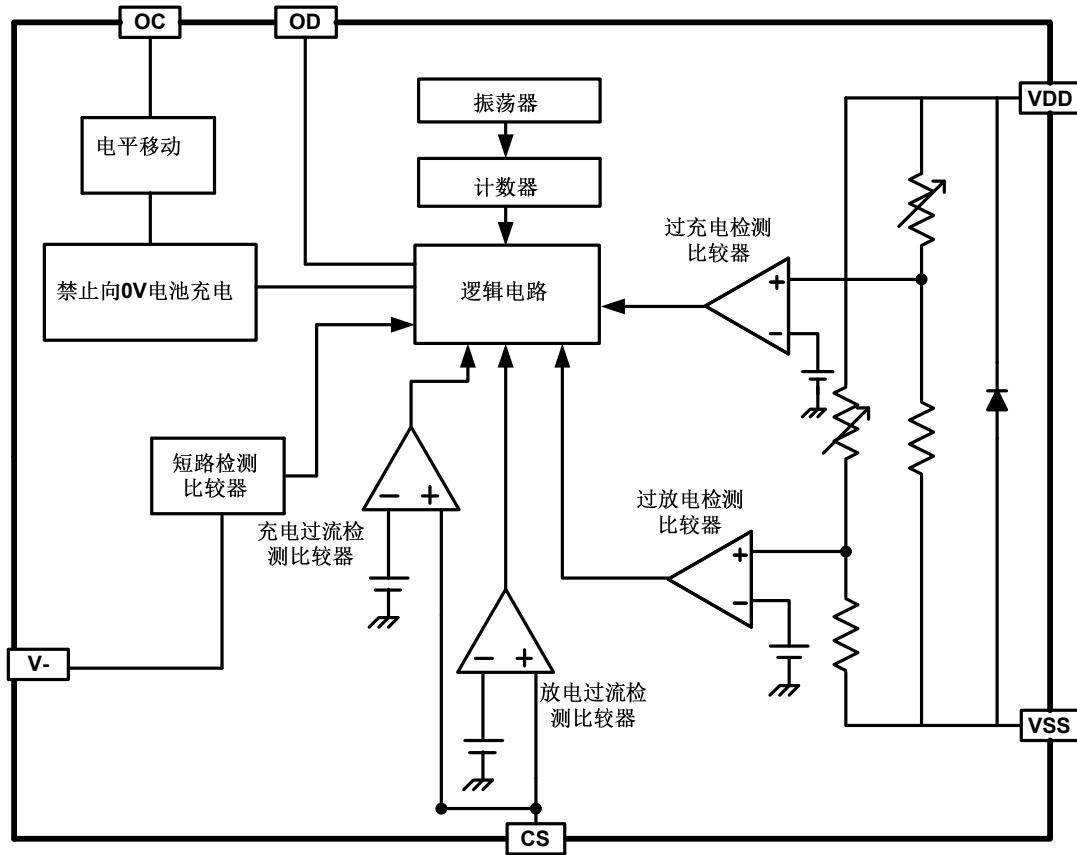 OC
OD
振荡器
VDD
电平移动
计数器
过充电检测
比较器
禁止向0V电池充电
逻辑电路
+
-
短路检测
比较器
- +
充电过流检
测比较器
过放电检测
比较器
+
-
V-
- +
放电过流检
测比较器
VSS
CS